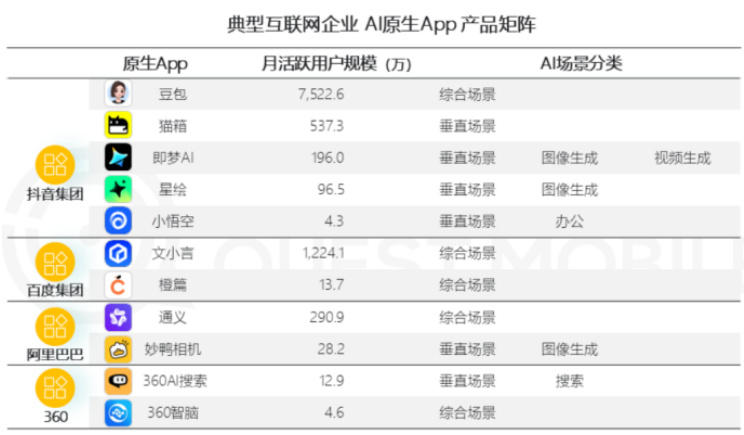 典型互联网企业 AI原生App 产品矩阵
原生App 月活跃用户规模（万） AI场景分类
抖音集团
豆包 7,522.6 综合场景
猫箱 537.3 垂直场景
即梦AI 196.0 垂直场景 图像生成 视频生成
星绘 96.5 垂直场景 图像生成
小悟空 4.3 垂直场景 办公
百度集团
文小言 1,224.1 综合场景
橙篇 13.7 综合场景
阿里巴巴
通义 290.9 综合场景
妙鸭相机 28.2 垂直场景 图像生成
360
360AI搜索 12.9 垂直场景 搜索
360智脑 4.6 综合场景
QUESTMOBILE